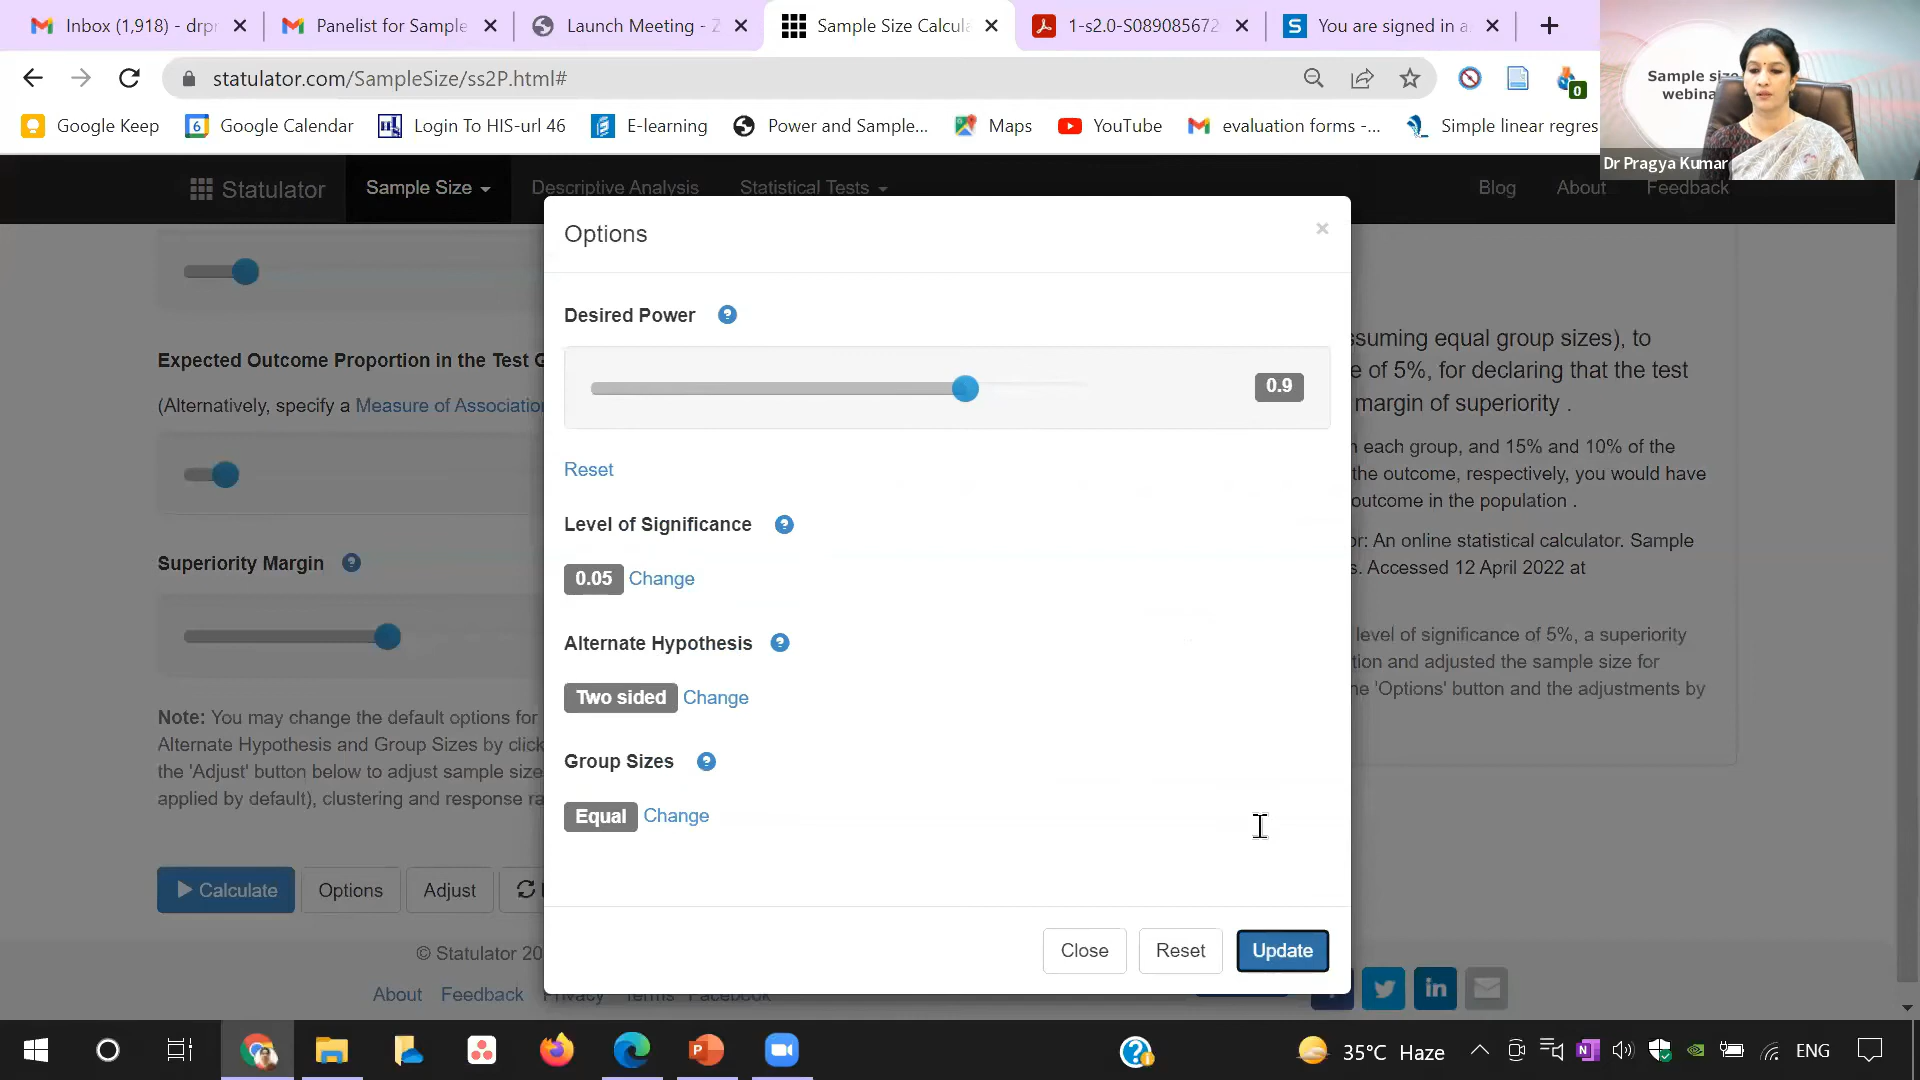 Inbox (1,918) - drpr
Panelist for Sample
Launch Meeting - Z
Sample Size Calcula
1-s2.0-S089085672
You are signed in a
statulator.com/SampleSize/ss2P.html#
0
Google Keep
6 Google Calendar
Login To HIS-url 46
E-learning
Power and Sample...
Maps
YouTube
evaluation forms -...
Simple linear regres
Sample size
webina
Dr Pragya Kumar
Statulator
Sample Size
Descriptive Analysis
Statistical Tests
Blog
About
Feedback
Options
×
Desired Power ?
0.9
Reset
Level of Significance ?
0.05 Change
Alternate Hypothesis ?
Two sided Change
Group Sizes ?
Equal Change
Close
Reset
Update
Expected Outcome Proportion in the Test G
(Alternatively, specify a Measure of Association
Superiority Margin ?
Note: You may change the default options for
Alternate Hypothesis and Group Sizes by click
the 'Adjust' button below to adjust sample size
applied by default), clustering and response ra
Calculate
Options
Adjust
ssuming equal group sizes), to
e of 5%, for declaring that the test
margin of superiority .
n each group, and 15% and 10% of the
the outcome, respectively, you would have
outcome in the population .
or: An online statistical calculator. Sample
s. Accessed 12 April 2022 at
level of significance of 5%, a superiority
tion and adjusted the sample size for
he 'Options' button and the adjustments by
© Statulator 20
About
Feedback
Privacy
Terms
Facebook
35°C Haze
ENG